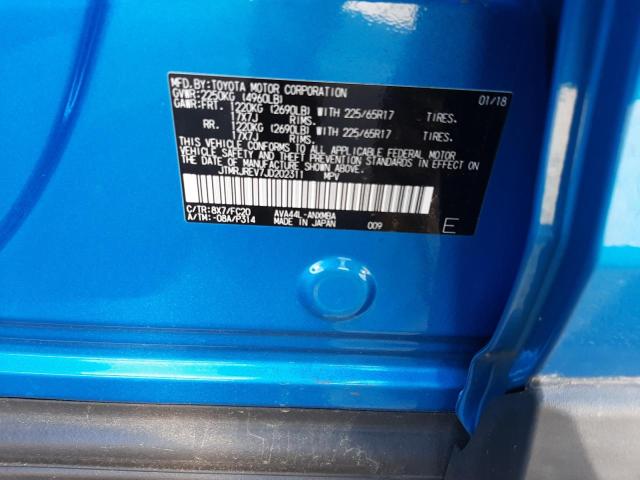 MFD. BY: TOYOTA MOTOR CORPORATION 01/18
GVWR: 2250KG (4960LB)
GAWR: FRT. 1220KG (2690LB) WITH 225/65R17 TIRES.
17X7J RIMS.
RR. 1220KG (2690LB) WITH 225/65R17 TIRES.
17X7J RIMS.
THIS VEHICLE CONFORMS TO ALL APPLICABLE FEDERAL MOTOR
VEHICLE SAFETY AND THEFT PREVENTION STANDARDS IN EFFECT ON
THE DATE OF MANUFACTURE SHOWN ABOVE.
JTMRJREV7JD202311 MPV
C/TR: 8X7/FC20 AVA44L-ANXMBA
A/TM: -08A/P314 MADE IN JAPAN 009 E